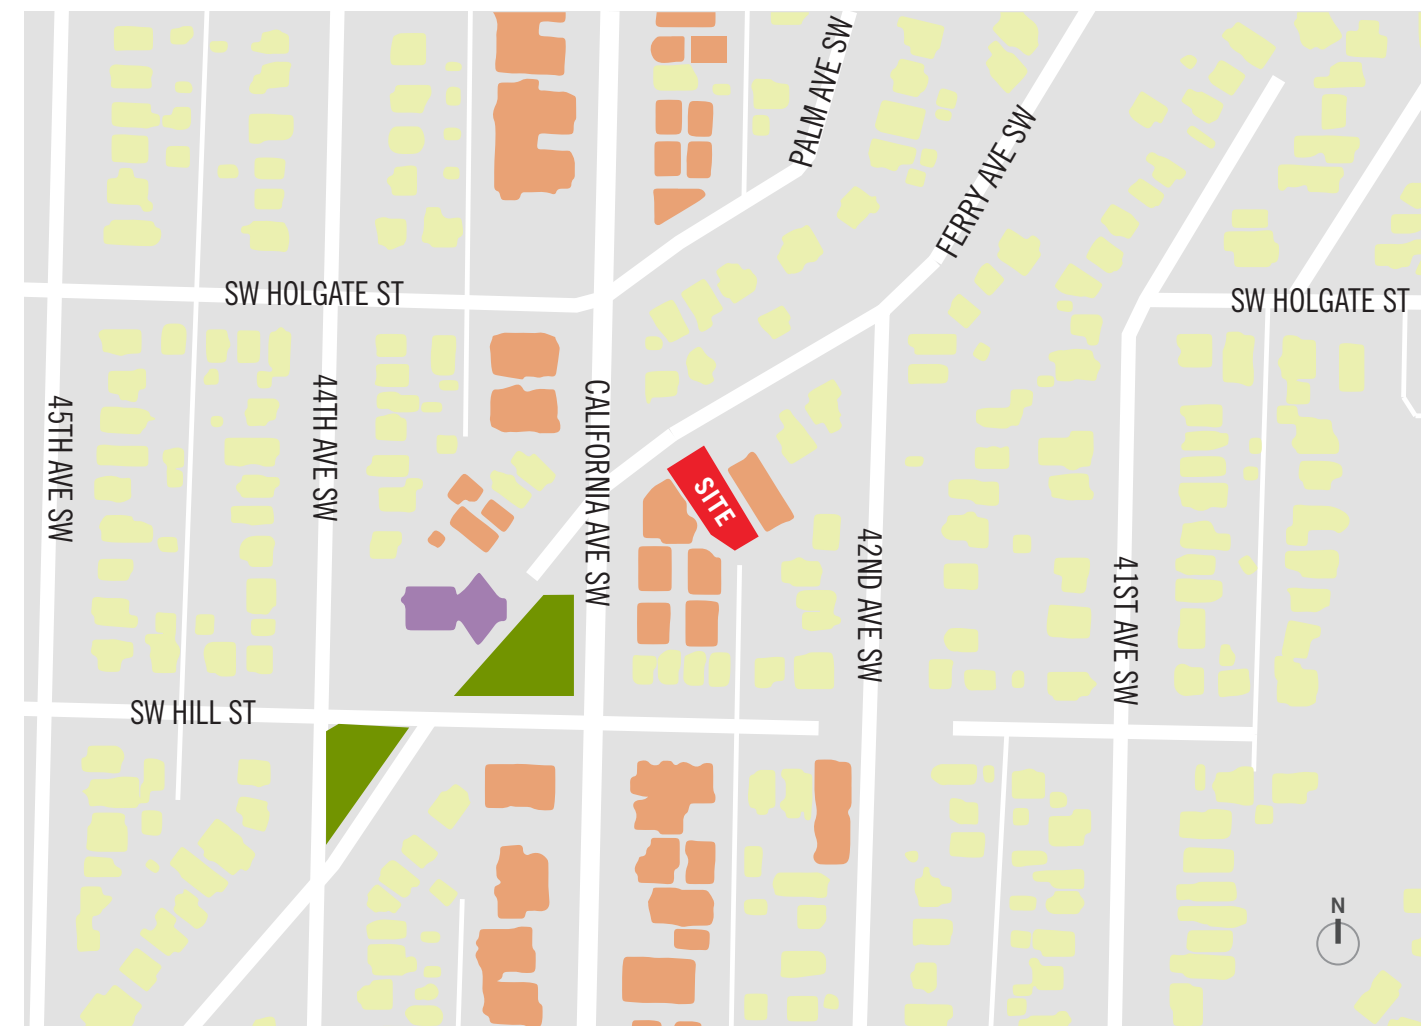 PALM AVE SW
FERRY AVE SW
SW HOLGATE ST
SW HOLGATE ST
45TH AVE SW
44TH AVE SW
CALIFORNIA AVE SW
SITE
42ND AVE SW
41ST AVE SW
SW HILL ST
N